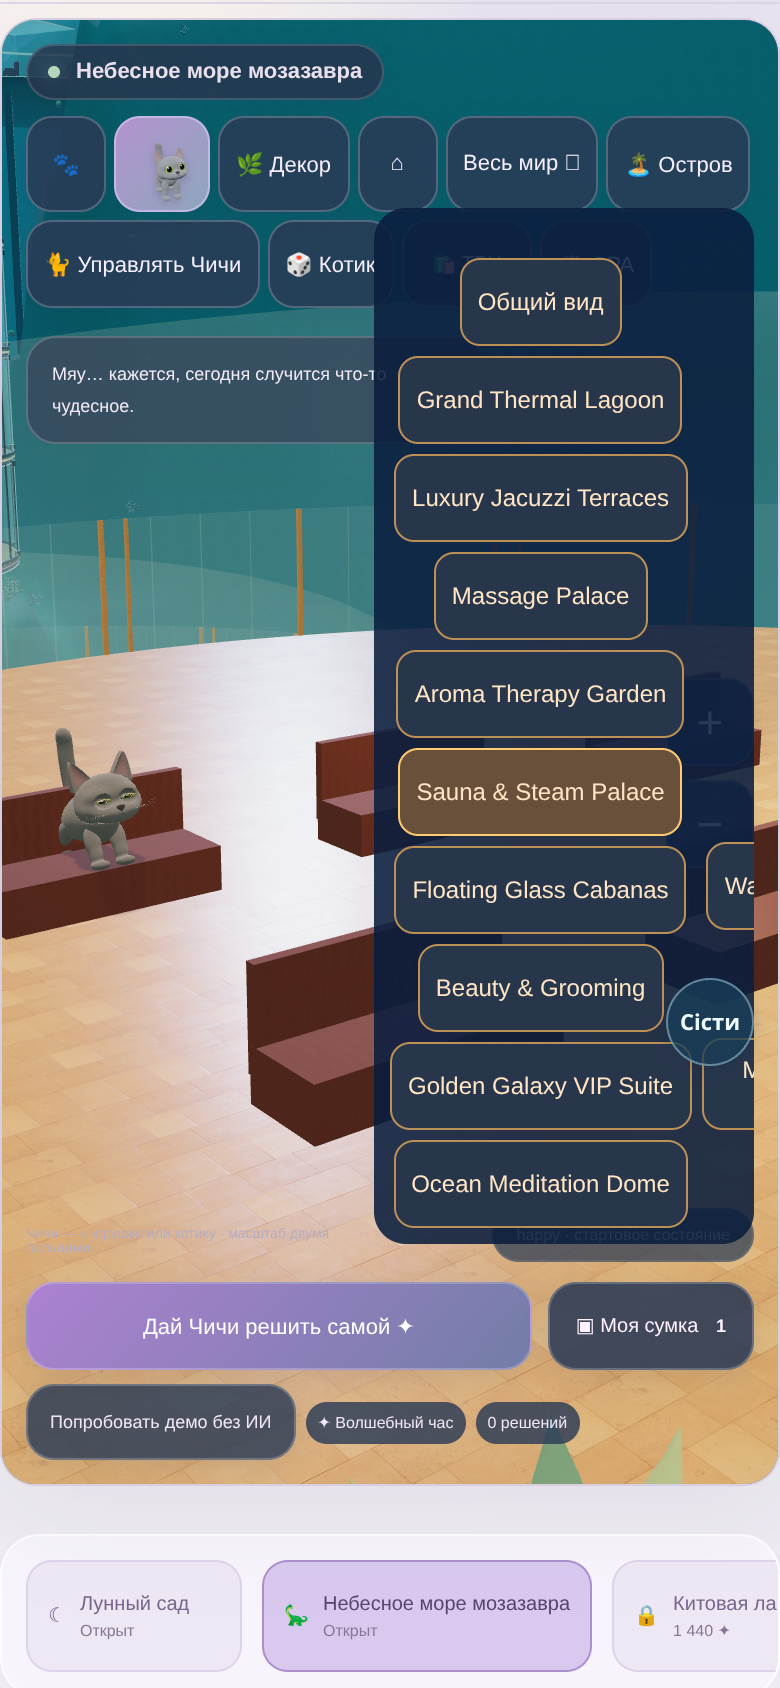 Небесное море мозазавра
Декор
Весь мир
Остров
Управлять Чичи
Котик
Общий вид
Мяу… кажется, сегодня случится что-то
чудесное.
Grand Thermal Lagoon
Luxury Jacuzzi Terraces
Massage Palace
Aroma Therapy Garden
+
Sauna & Steam Palace
−
Floating Glass Cabanas
Wa
Beauty & Grooming
Сісти
Golden Galaxy VIP Suite
M
Ocean Meditation Dome
или котику · масштаб двумя
happy · стартовое состояние
Дай Чичи решить самой ✦
▣ Моя сумка 1
Попробовать демо без ИИ
✦ Волшебный час
0 решений
Лунный сад
Открыт
Небесное море мозазавра
Открыт
Китовая ла
1 440 ✦